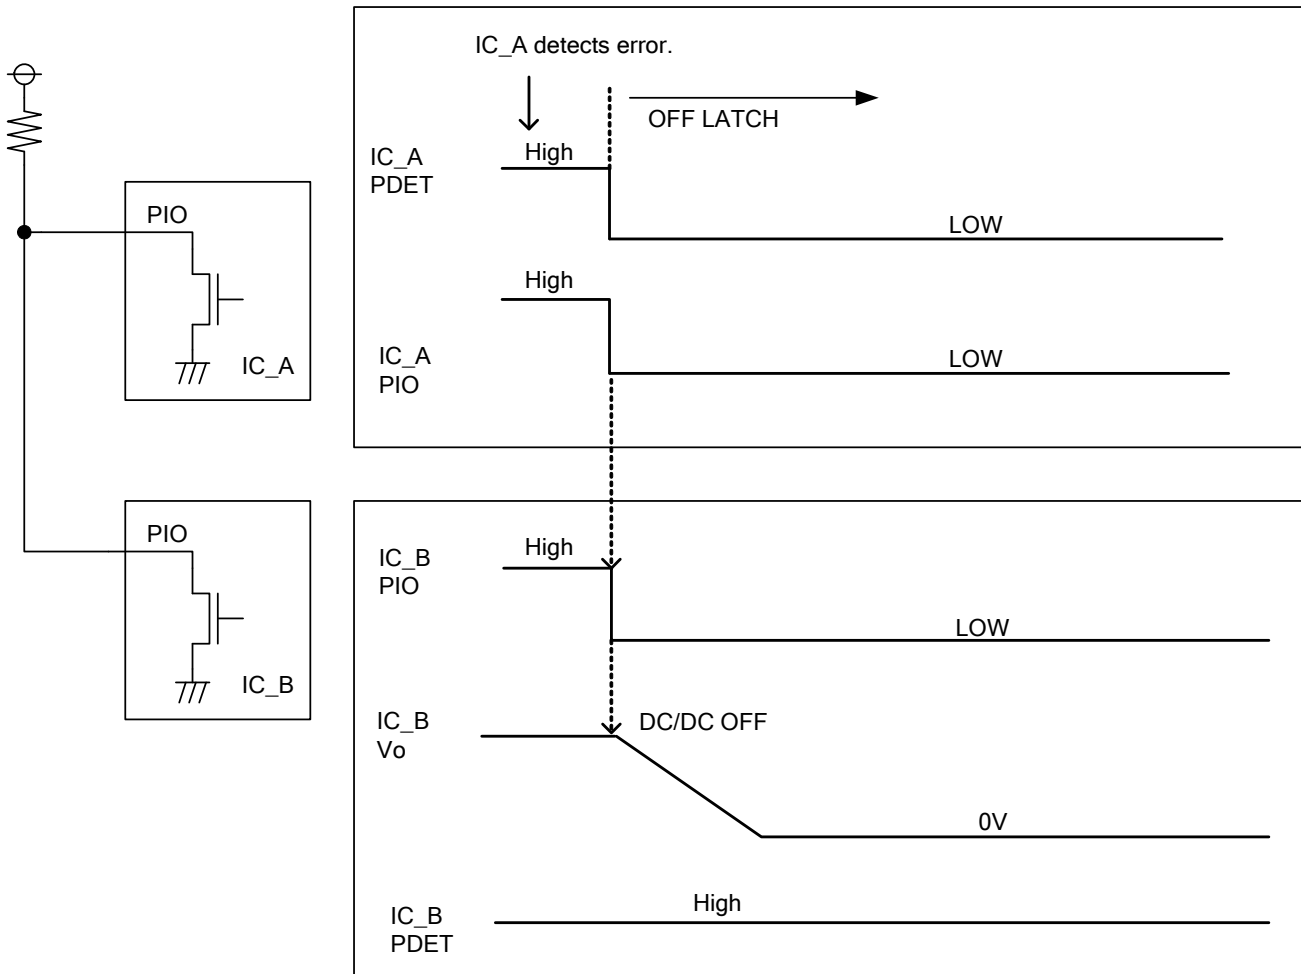 IC_A detects error.
OFF LATCH
IC_A
PDET
High
LOW
PIO
High
IC_A
IC_A
PIO
LOW
PIO
IC_B
IC_B
PIO
High
LOW
IC_B
Vo
DC/DC OFF
0V
IC_B
PDET
High